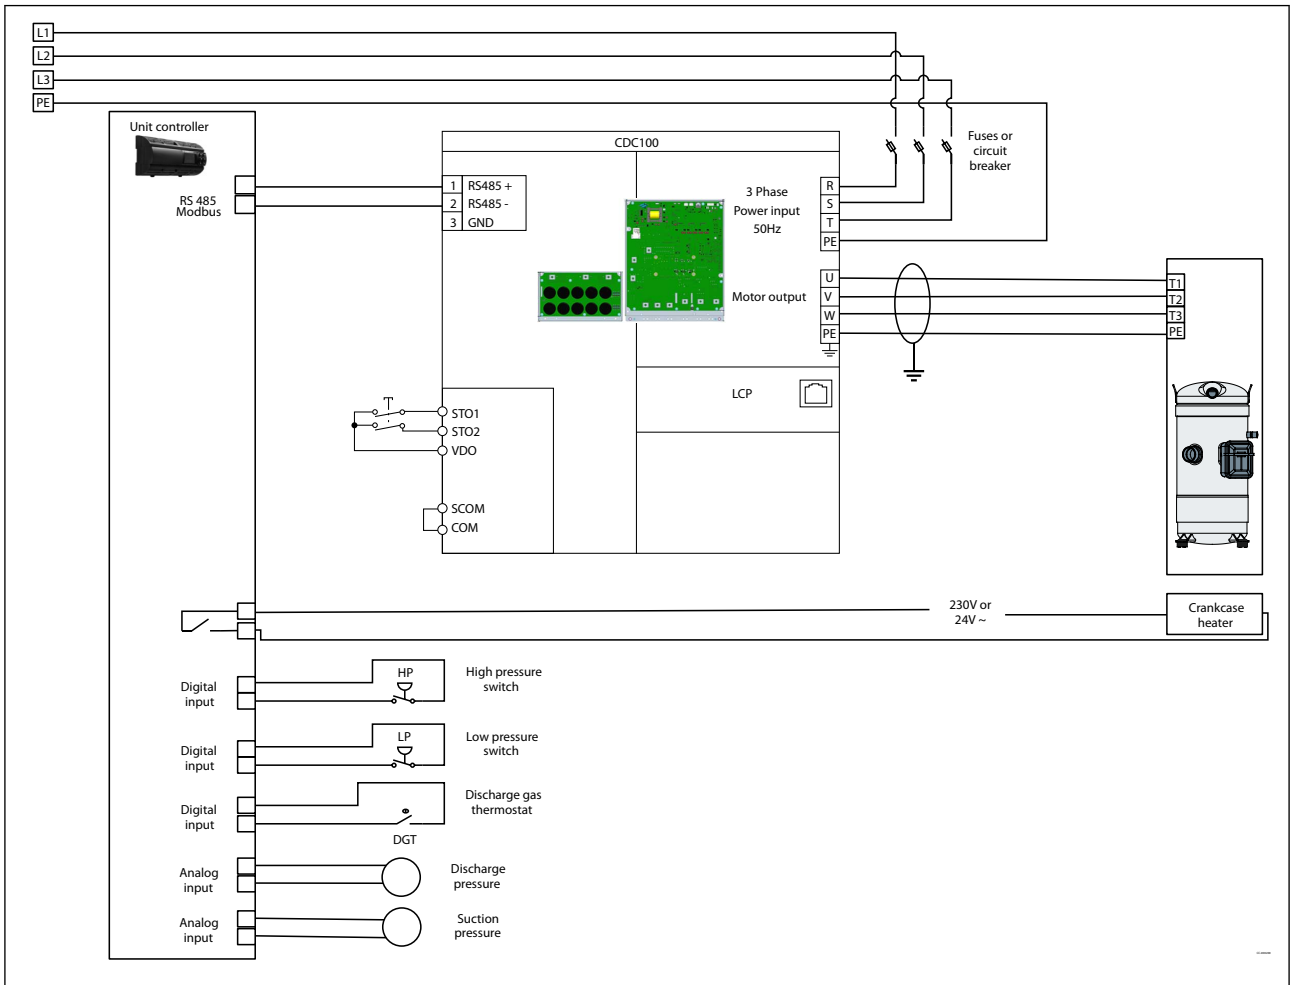 L1
L2
L3
PE
Unit controller
RS 485
Modbus
CDC100
1 RS485 +
2 RS485 -
3 GND
3 Phase
Power input
50Hz
R
S
T
PE
Fuses or
circuit
breaker
Motor output
U
V
W
PE
T1
T2
T3
PE
LCP
STO1
STO2
VDO
SCOM
COM
230V or
24V ~
Crankcase
heater
Digital
input
HP
High pressure
switch
Digital
input
LP
Low pressure
switch
Digital
input
DGT
Discharge gas
thermostat
Analog
input
Discharge
pressure
Analog
input
Suction
pressure